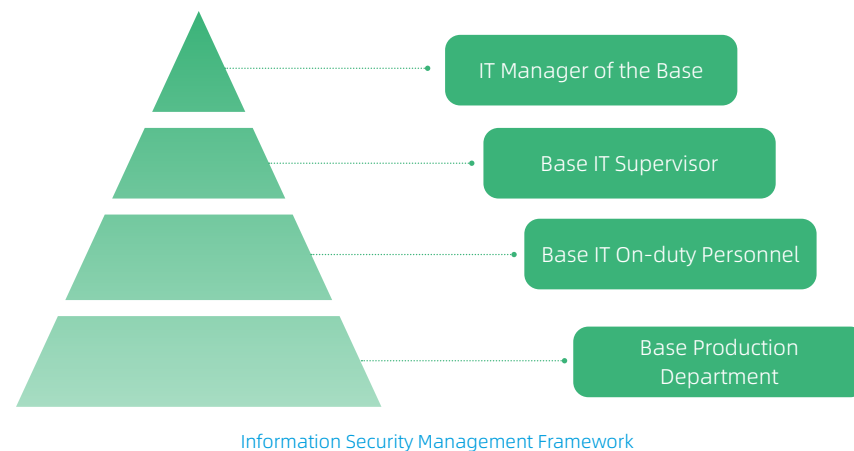 IT Manager of the Base
Base IT Supervisor
Base IT On-duty Personnel
Base Production
Department
Information Security Management Framework